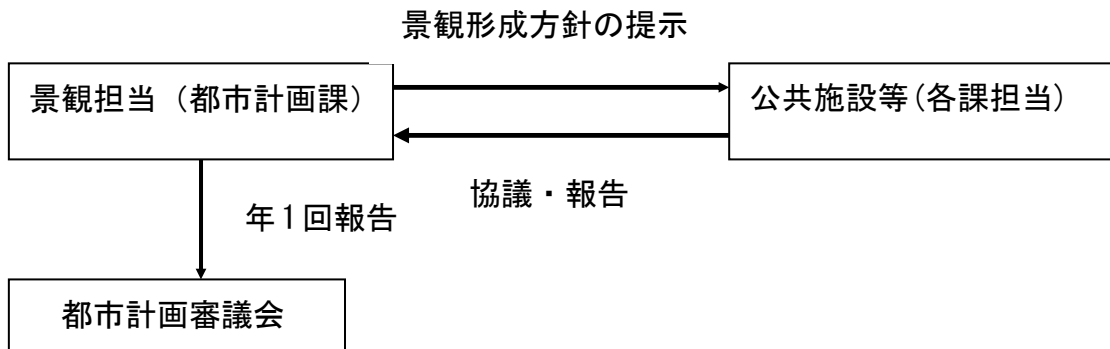 景観形成方針の提示
景観担当（都市計画課）
公共施設等(各課担当)
協議・報告
年1回報告
都市計画審議会